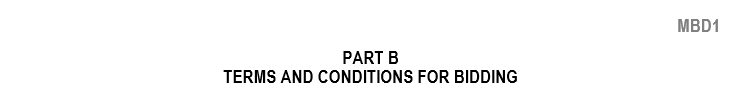 MBD1
PART B
TERMS AND CONDITIONS FOR BIDDING